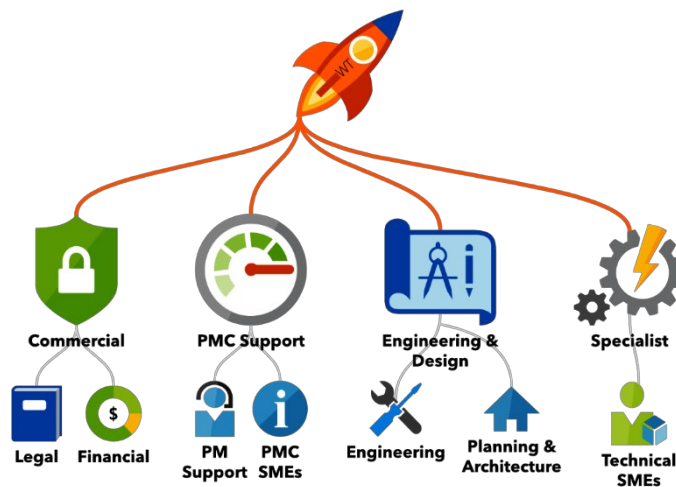 WT
Commercial
PMC Support
Engineering &
Design
Specialist
$
i
Legal
Financial
PM
Support
PMC
SMEs
Engineering
Planning &
Architecture
Technical
SMEs